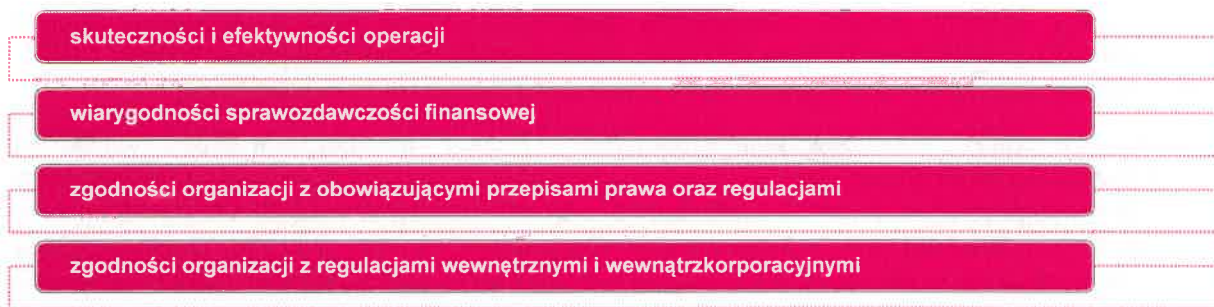 skuteczności i efektywności operacji
wiarygodności sprawozdawczości finansowej
zgodności organizacji z obowiązującymi przepisami prawa oraz regulacjami
zgodności organizacji z regulacjami wewnętrznymi i wewnątrzkorporacyjnymi